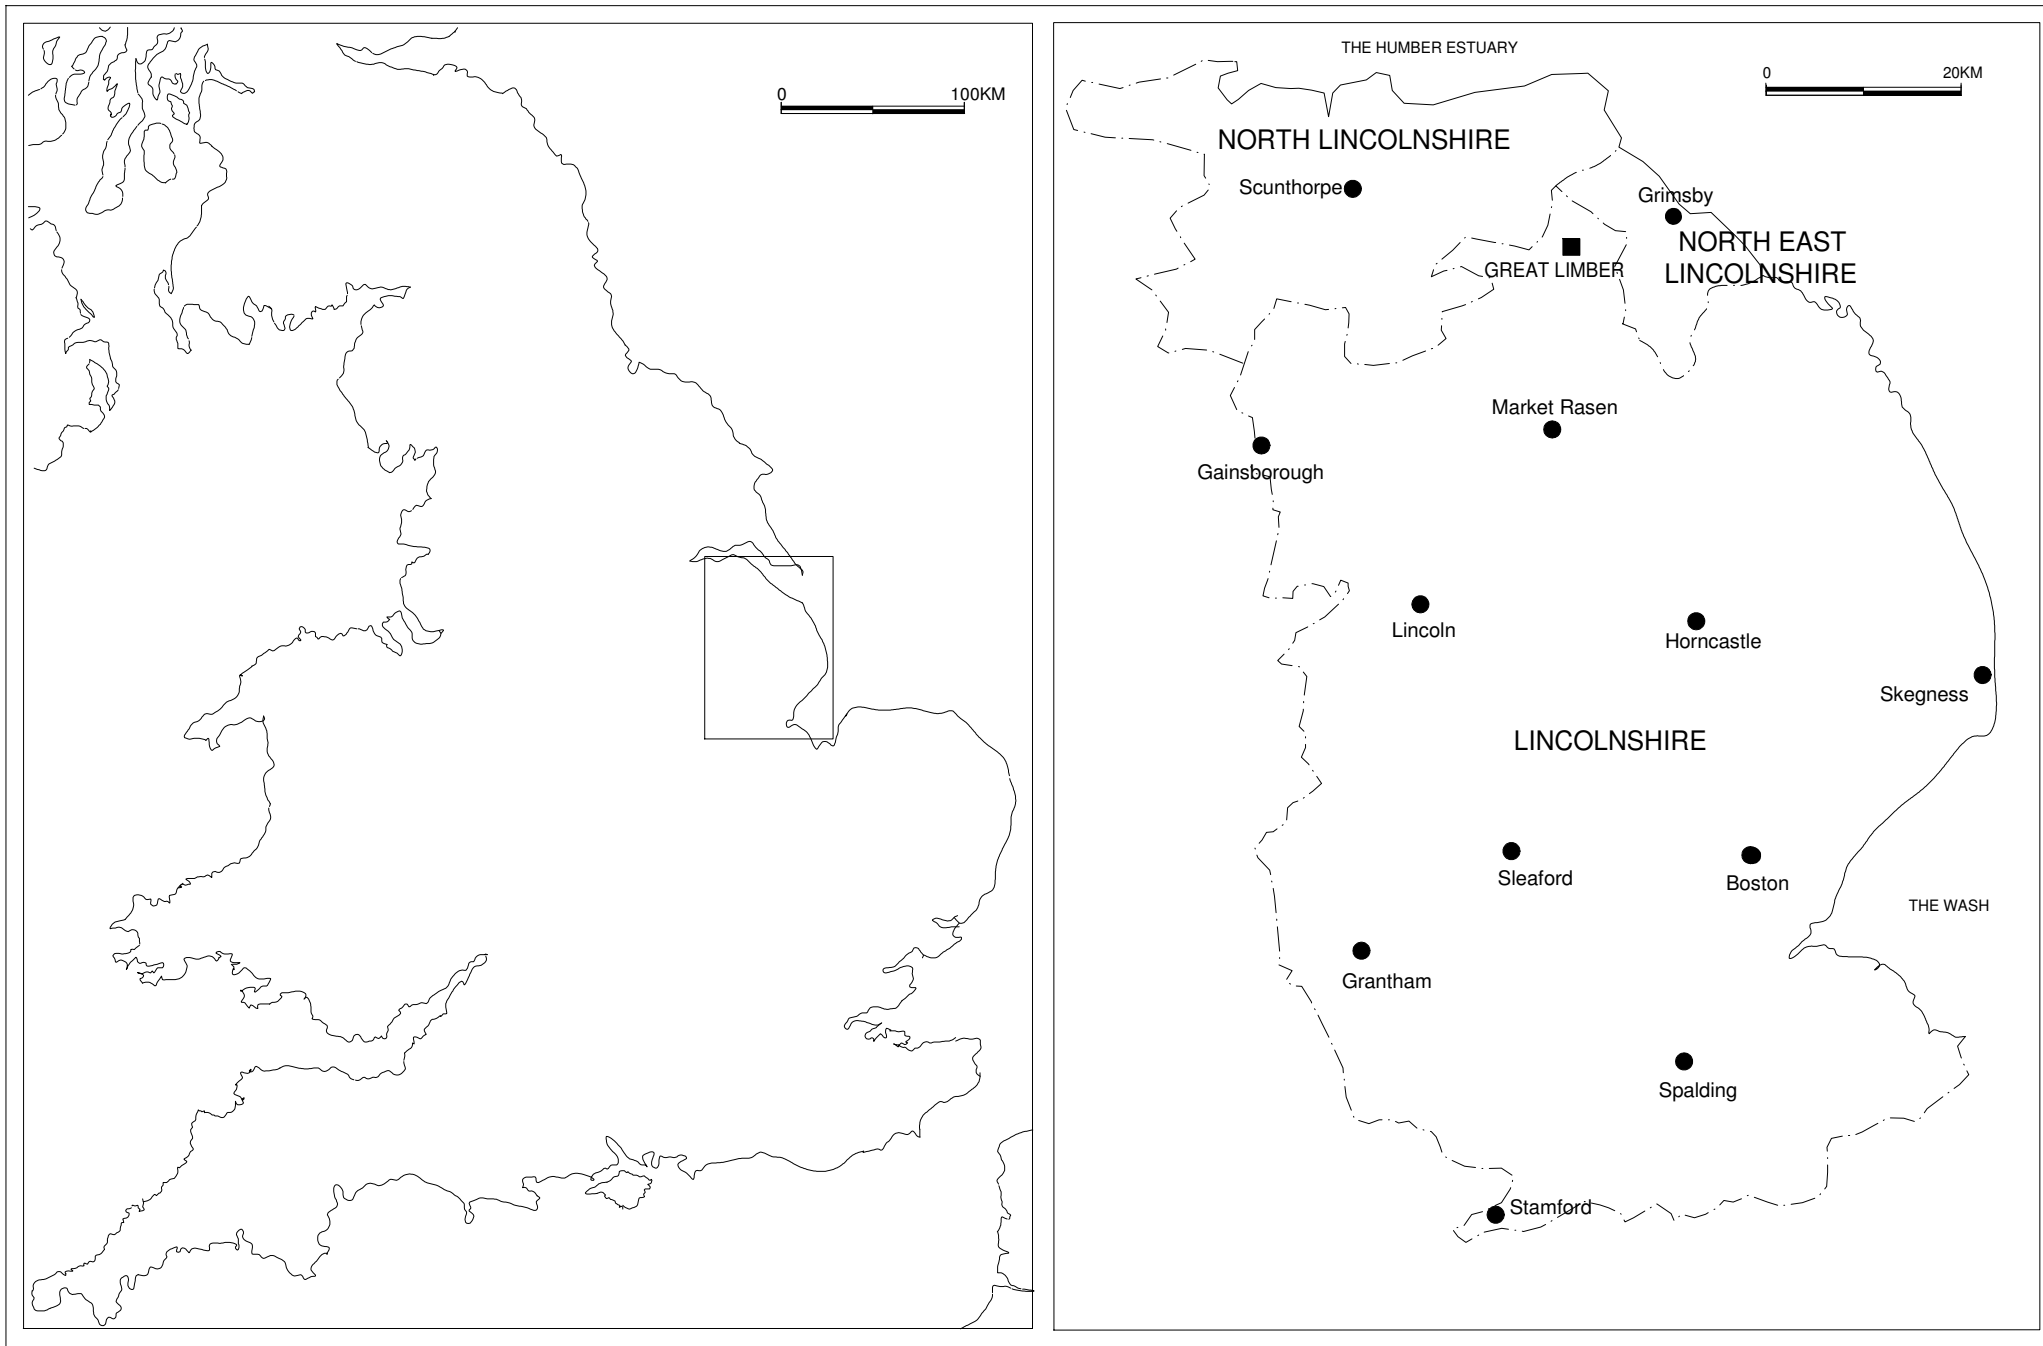 0 100KM
THE HUMBER ESTUARY
0 20KM
NORTH LINCOLNSHIRE
Scunthorpe
Grimsby
NORTH EAST
LINCOLNSHIRE
GREAT LIMBER
Market Rasen
Gainsborough
Lincoln
Horncastle
Skegness
LINCOLNSHIRE
Sleaford
Boston
THE WASH
Grantham
Spalding
Stamford